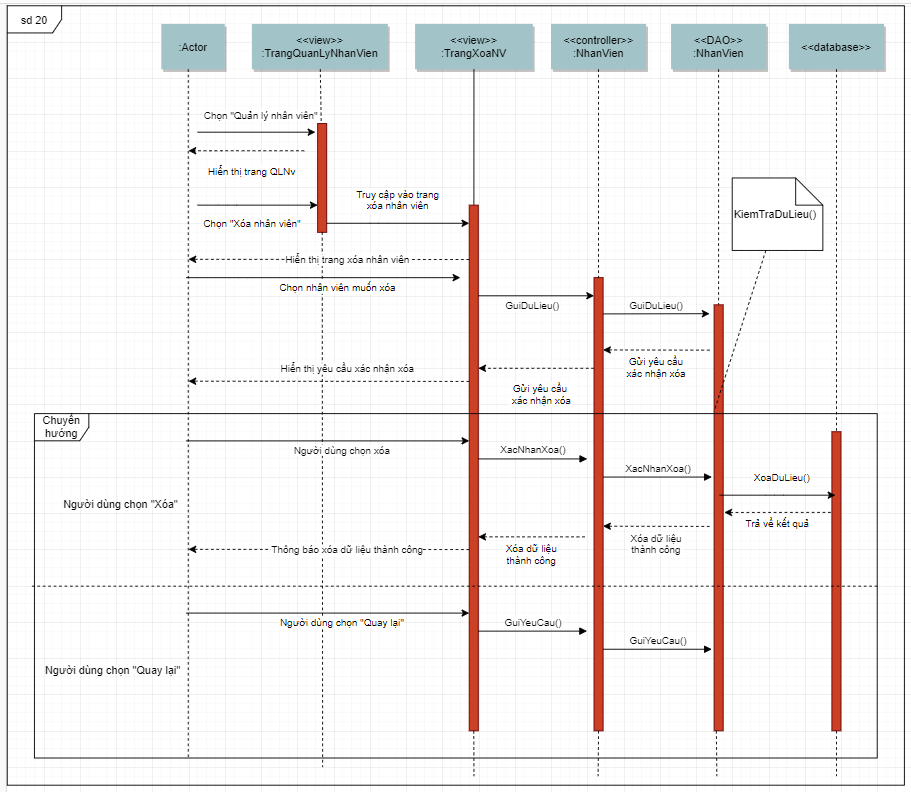 sd 20
:Actor
<<view>>
:TrangQuanLyNhanVien
<<view>>
:TrangXoaNV
<<controller>>
:NhanVien
<<DAO>>
:NhanVien
<<database>>
Chọn "Quản lý nhân viên"
Hiển thị trang QLNv
Truy cập vào trang
xóa nhân viên
Chọn "Xóa nhân viên"
KiemTraDuLieu()
Hiển thị trang xóa nhân viên
Chọn nhân viên muốn xóa
GuiDuLieu()
GuiDuLieu()
Gửi yêu cầu
xác nhận xóa
Hiển thị yêu cầu xác nhận xóa
Gửi yêu cầu
xác nhận xóa
Chuyển
hướng
Người dùng chọn xóa
XacNhanXoa()
XacNhanXoa()
XoaDuLieu()
Người dùng chọn "Xóa"
Trả về kết quả
Xóa dữ liệu
thành công
Xóa dữ liệu
thành công
Thông báo xóa dữ liệu thành công
Người dùng chọn "Quay lại"
GuiYeuCau()
GuiYeuCau()
Người dùng chọn "Quay lại"